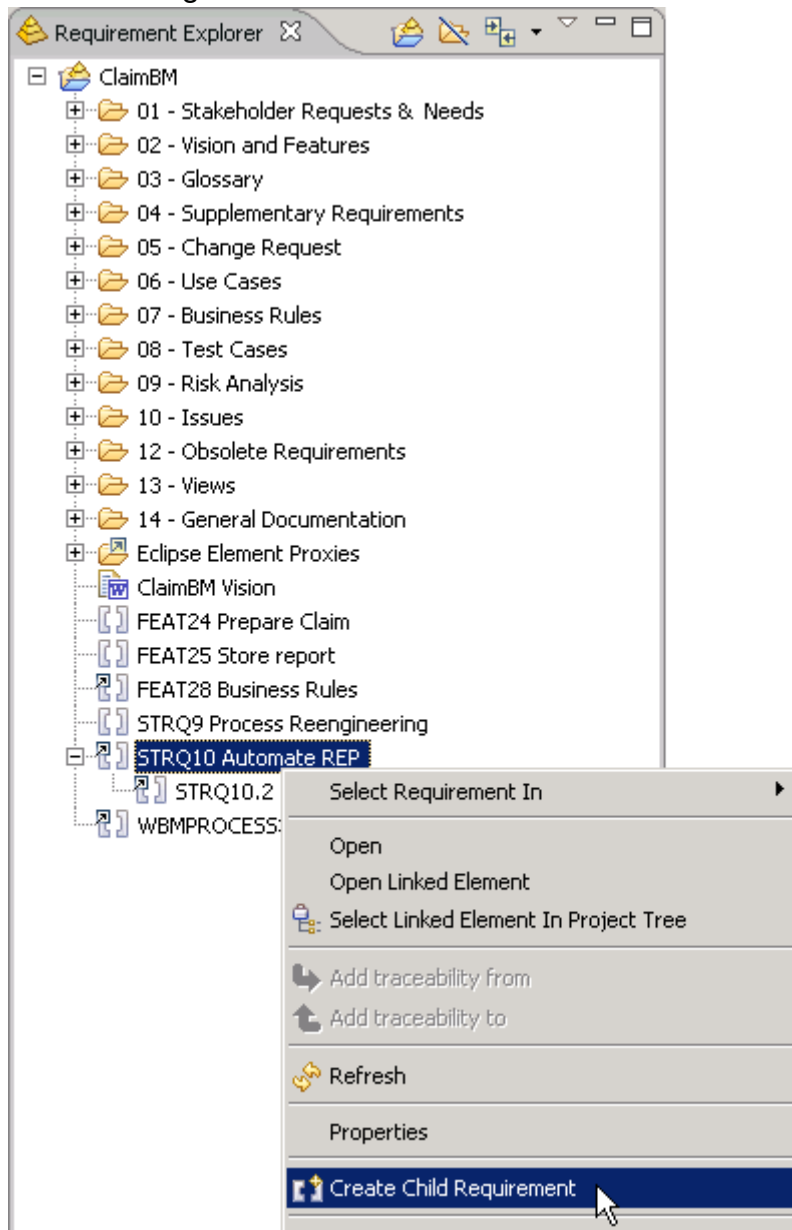 Requirement Explorer
ClaimBM
01 - Stakeholder Requests & Needs
02 - Vision and Features
03 - Glossary
04 - Supplementary Requirements
05 - Change Request
06 - Use Cases
07 - Business Rules
08 - Test Cases
09 - Risk Analysis
10 - Issues
12 - Obsolete Requirements
13 - Views
14 - General Documentation
Eclipse Element Proxies
ClaimBM Vision
FEAT24 Prepare Claim
FEAT25 Store report
FEAT28 Business Rules
STRQ9 Process Reengineering
STRQ10 Automate REP
STRQ10.2
Select Requirement In
WBMPROCESS
Open
Open Linked Element
Select Linked Element In Project Tree
Add traceability from
Add traceability to
Refresh
Properties
Create Child Requirement